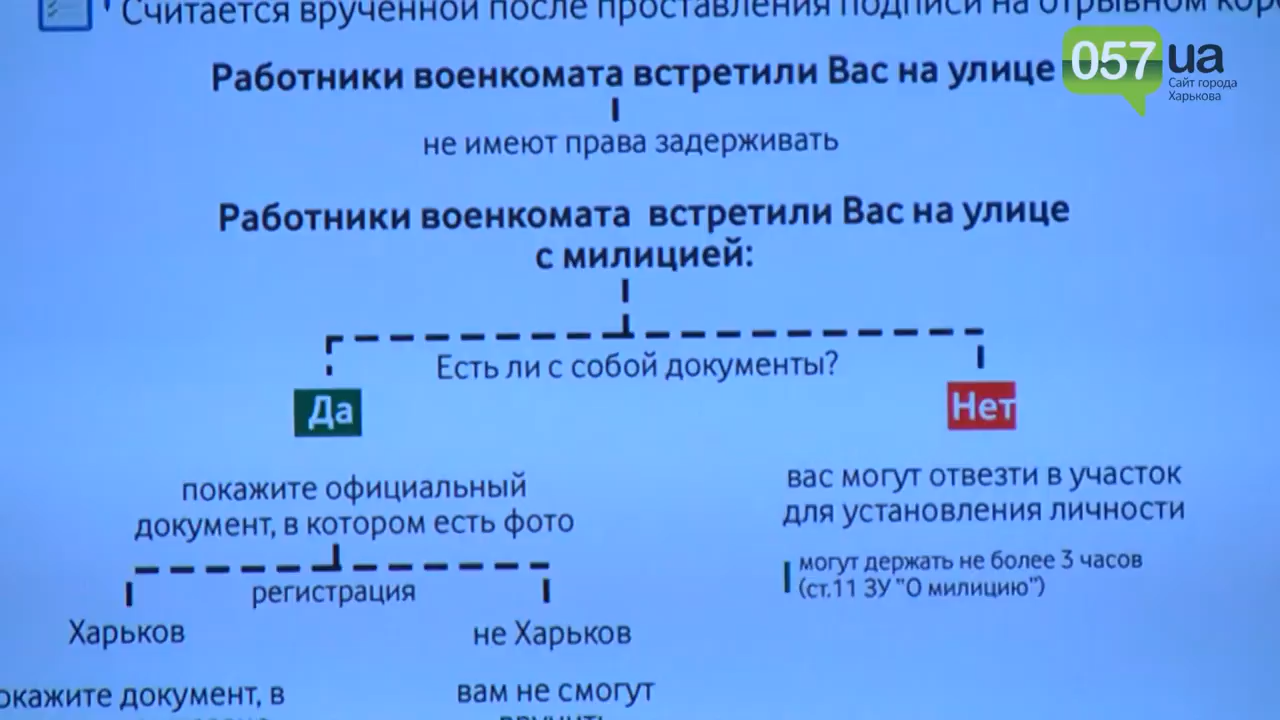 Считается врученной после проставления подписи на отрывном
057 ua
Сайт города
Харькова
Работники военкомата встретили Вас на улице
не имеют права задерживать
Работники военкомата встретили Вас на улице
с милицией:
Есть ли с собой документы?
Да
Нет
покажите официальный
документ, в котором есть фото
вас могут отвезти в участок
для установления личности
могут держать не более 3 часов
(ст.11 ЗУ "О милицию")
регистрация
Харьков
не Харьков
окажите документ, в
вам не смогут
вручить